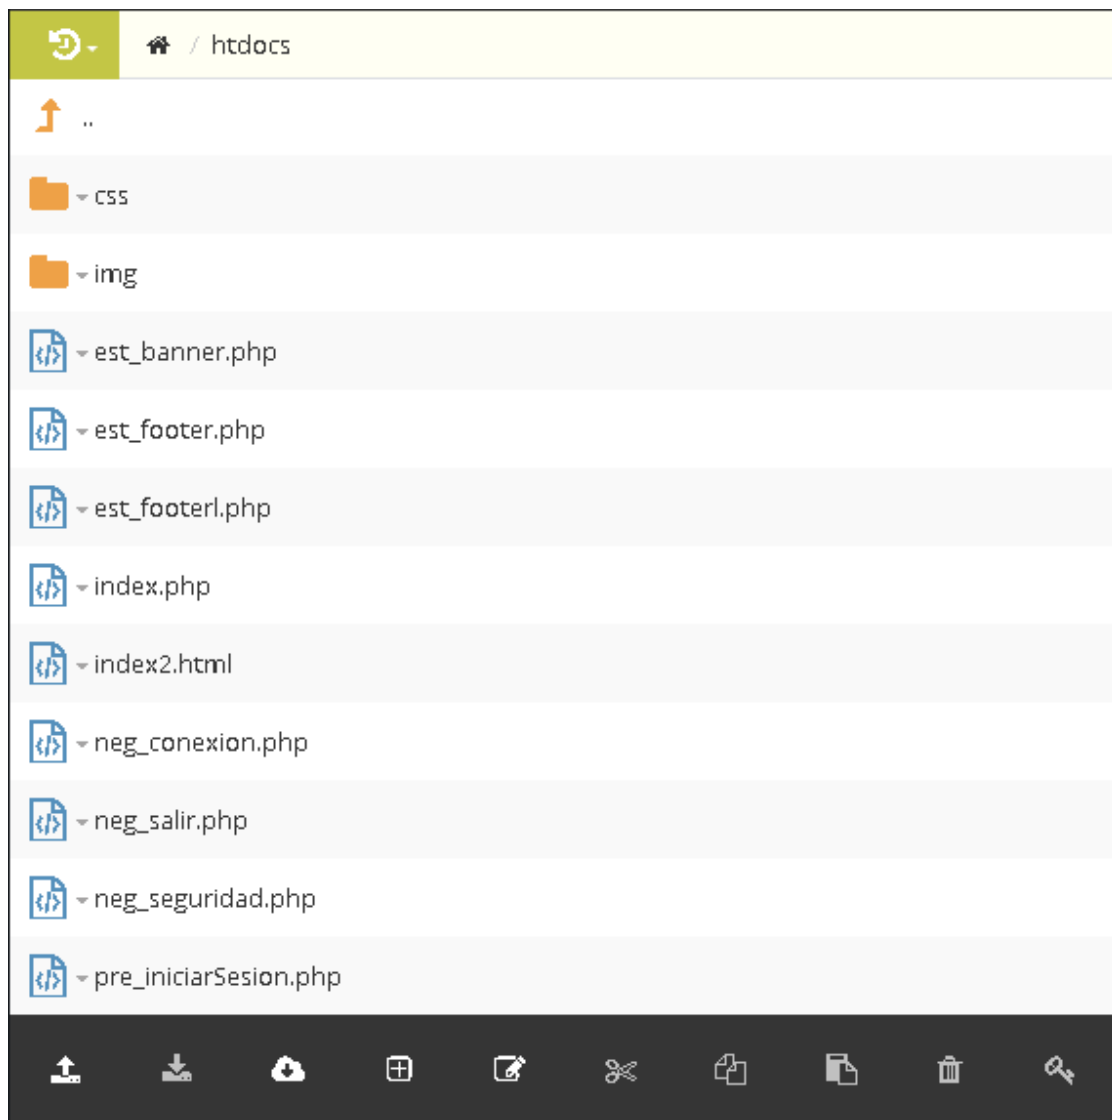 / htdocs
..
css
img
est_banner.php
est_footer.php
est_footerl.php
index.php
index2.html
neg_conexion.php
neg_salir.php
neg_seguridad.php
pre_iniciarSesion.php